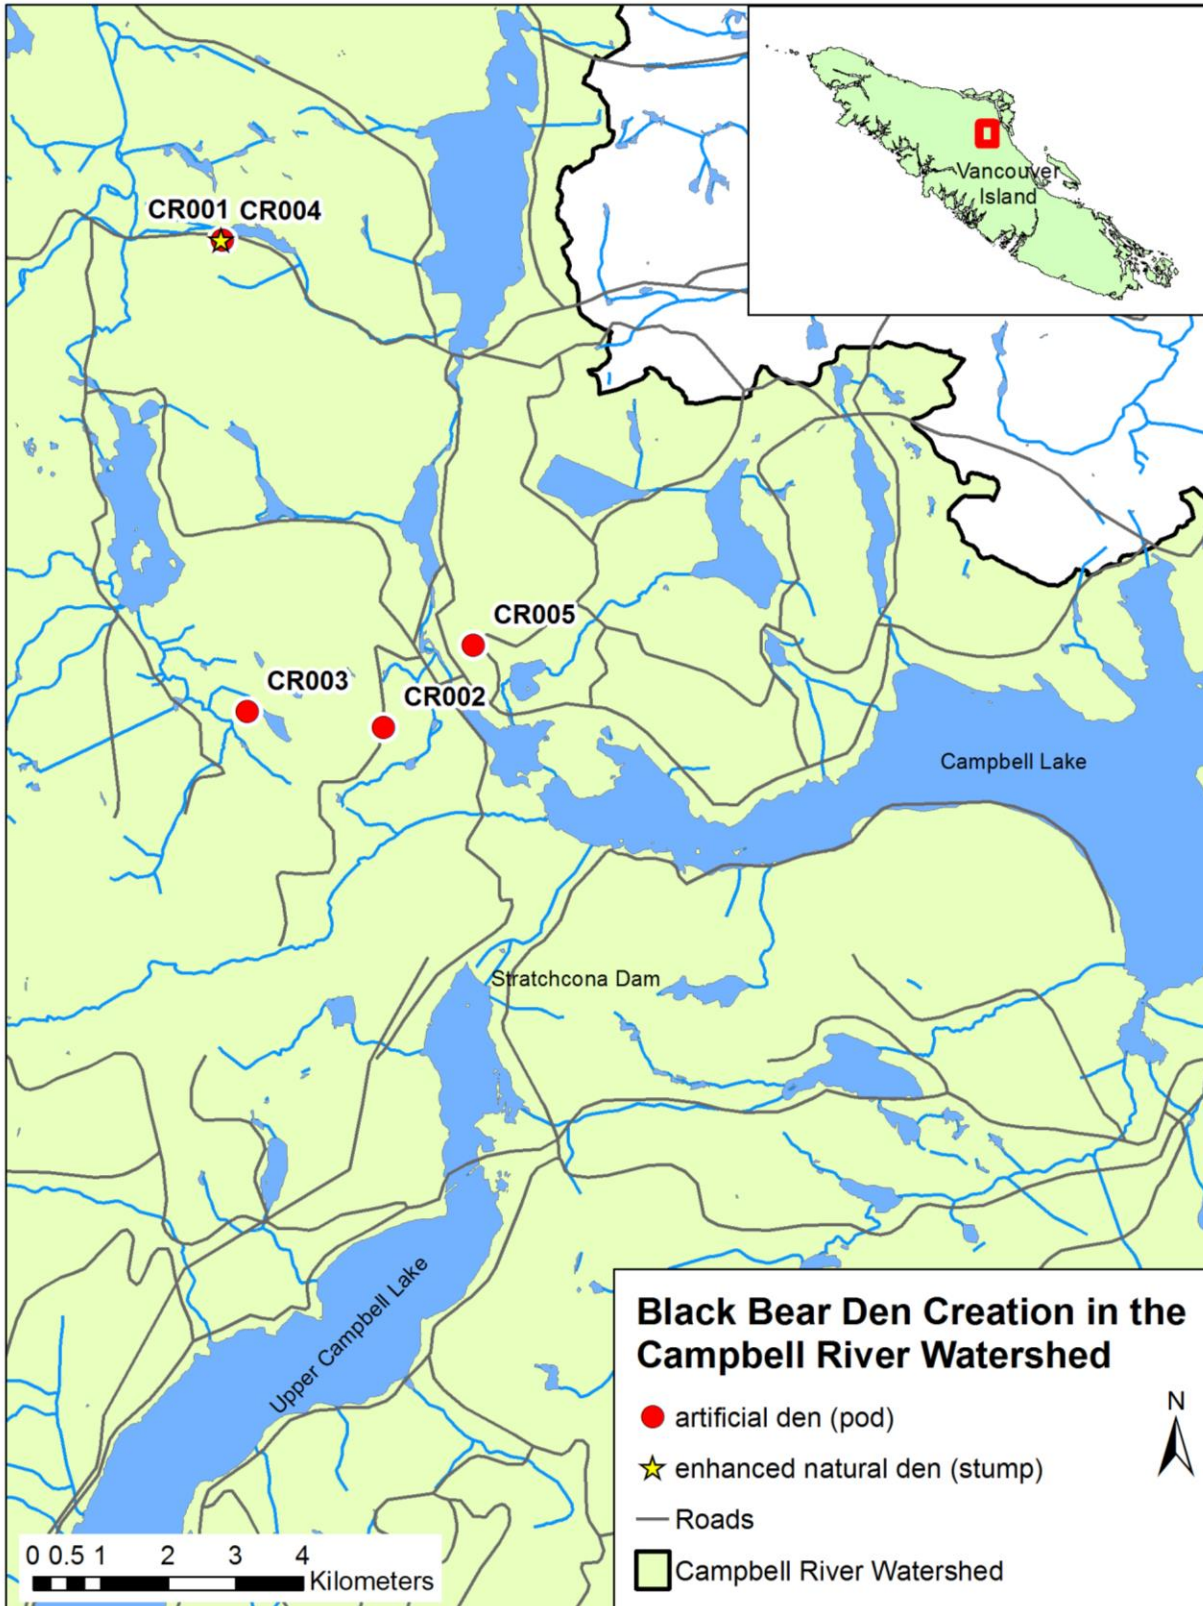 Vancouver
Island
CR001 CR004
CR005
CR003
CR002
Campbell Lake
Stratchcona Dam
Upper Campbell Lake
Black Bear Den Creation in the
Campbell River Watershed
artificial den (pod)
N
enhanced natural den (stump)
Roads
Campbell River Watershed
0 0.5 1 2 3 4
Kilometers